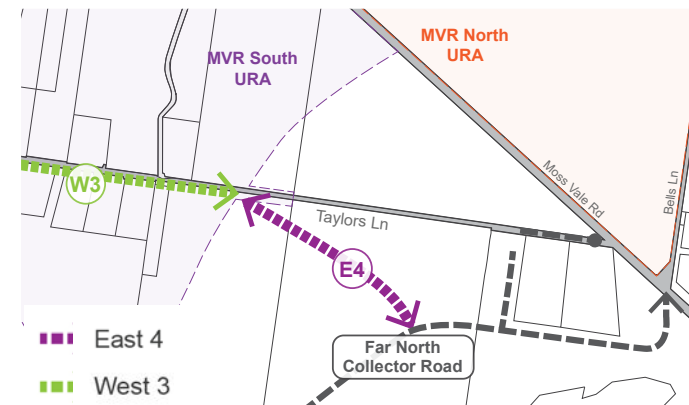 MVR South
URA
MVR North
URA
W3
Moss Vale Rd
Bells Ln
Taylors Ln
E4
Far North
Collector Road
East 4
West 3